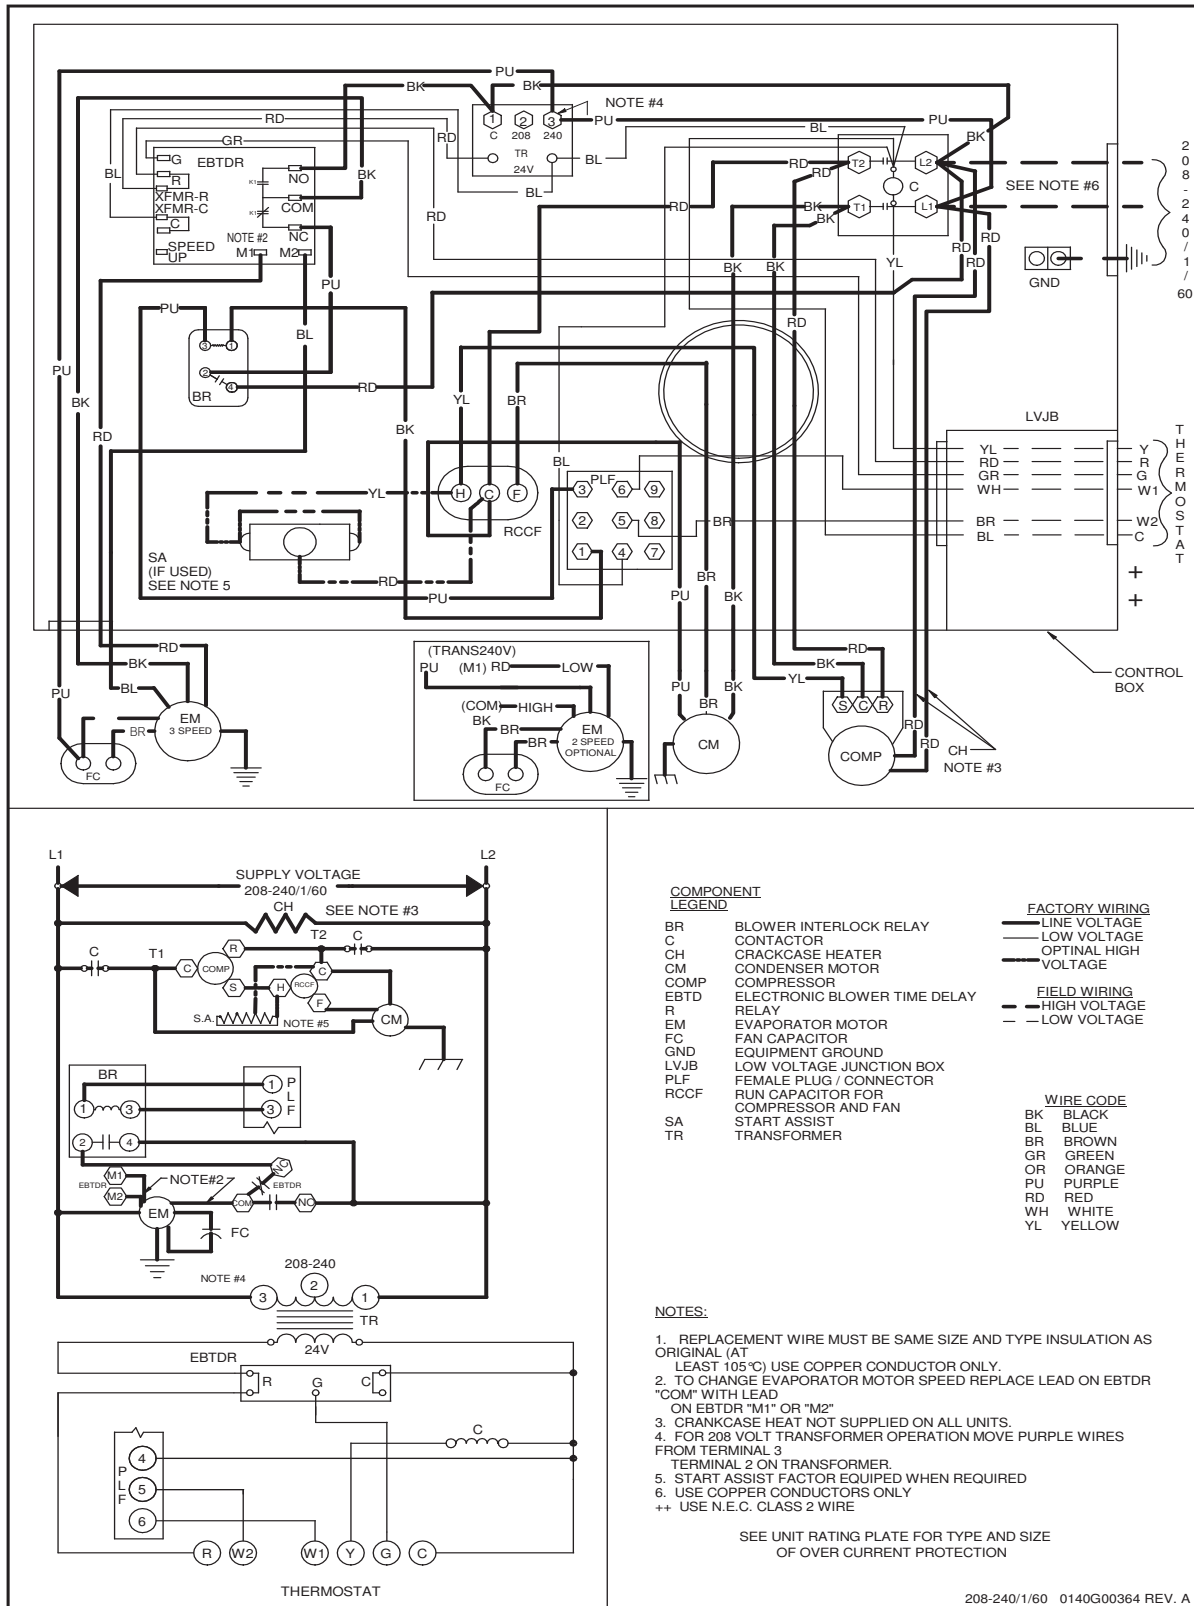 PU
BK
BK
NOTE #4
RD
RD
PU
PU
BL
BK
GR
1
2
3
C
208
240
TR
24V
BL
BL
BL
G
EBTDR
R
XFMR-R
XFMR-C
C
SPEED
UP
K1
K1
NO
COM
NC
NOTE #2
M1
M2
BK
RD
RD
RD
RD
T2
L2
C
T1
L1
BK
BK
SEE NOTE #6
RD
RD
RD
YL
GND
208-240/1/60
PU
BL
PU
3
1
2
4
BR
RD
PU
BK
RD
BK
BK
BK
RD
YL
BR
BL
LVJB
YL
RD
GR
WH
BR
BL
Y
R
G
W1
W2
C
THERMOSTAT
+
+
YL
H
C
F
RCCF
PLF
3
6
9
2
5
8
1
4
7
BR
SA
(IF USED)
SEE NOTE 5
RD
PU
BR
PU
BK
RD
BK
BL
PU
EM
3 SPEED
BR
FC
(TRANS240V)
PU
(M1)
RD
LOW
(COM)
HIGH
BK
BR
BR
EM
2 SPEED
OPTIONAL
FC
PU
BR
BK
CM
RD
BK
YL
S
C
R
COMP
RD
RD
CH
NOTE #3
CONTROL
BOX
L1
L2
SUPPLY VOLTAGE
208-240/1/60
CH
SEE NOTE #3
C
T1
T2
C
R
C
COMP
S
H
RCCF
C
F
S.A.
NOTE #5
CM
BR
1
3
2
4
1
3
PLF
M1
EBTDR
M2
NOTE#2
NC
EBTDR
COM
NO
EM
FC
208-240
NOTE #4
3
2
1
TR
24V
EBTDR
R
G
C
C
4
5
6
PLF
R
W2
W1
Y
G
C
THERMOSTAT
COMPONENT
LEGEND
BR BLOWER INTERLOCK RELAY
C CONTACTOR
CH CRACKCASE HEATER
CM CONDENSER MOTOR
COMP COMPRESSOR
EBTD ELECTRONIC BLOWER TIME DELAY
R RELAY
EM EVAPORATOR MOTOR
FC FAN CAPACITOR
GND EQUIPMENT GROUND
LVJB LOW VOLTAGE JUNCTION BOX
PLF FEMALE PLUG / CONNECTOR
RCCF RUN CAPACITOR FOR
COMPRESSOR AND FAN
SA START ASSIST
TR TRANSFORMER
FACTORY WIRING
LINE VOLTAGE
LOW VOLTAGE
OPTINAL HIGH
VOLTAGE
FIELD WIRING
HIGH VOLTAGE
LOW VOLTAGE
WIRE CODE
BK BLACK
BL BLUE
BR BROWN
GR GREEN
OR ORANGE
PU PURPLE
RD RED
WH WHITE
YL YELLOW
NOTES:
1. REPLACEMENT WIRE MUST BE SAME SIZE AND TYPE INSULATION AS
ORIGINAL (AT
LEAST 105°C) USE COPPER CONDUCTOR ONLY.
2. TO CHANGE EVAPORATOR MOTOR SPEED REPLACE LEAD ON EBTDR
"COM" WITH LEAD
ON EBTDR "M1" OR "M2"
3. CRANKCASE HEAT NOT SUPPLIED ON ALL UNITS.
4. FOR 208 VOLT TRANSFORMER OPERATION MOVE PURPLE WIRES
FROM TERMINAL 3
TERMINAL 2 ON TRANSFORMER.
5. START ASSIST FACTOR EQUIPED WHEN REQUIRED
6. USE COPPER CONDUCTORS ONLY
++ USE N.E.C. CLASS 2 WIRE
SEE UNIT RATING PLATE FOR TYPE AND SIZE
OF OVER CURRENT PROTECTION
208-240/1/60 0140G00364 REV. A